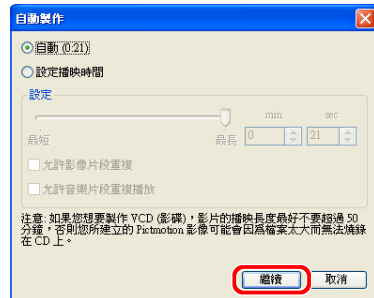 自動製作
自動 (0:21)
設定播映時間
設定
min sec
最短 最長 0 21
允許影像片段重複
允許音樂片段重複播放
注意: 如果您想要製作 VCD (影碟)，影片的播映長度最好不要超過 50
分鐘，否則您所建立的 Pictmotion 影像可能會因為檔案太大而無法燒錄
在 CD 上。
繼續 取消